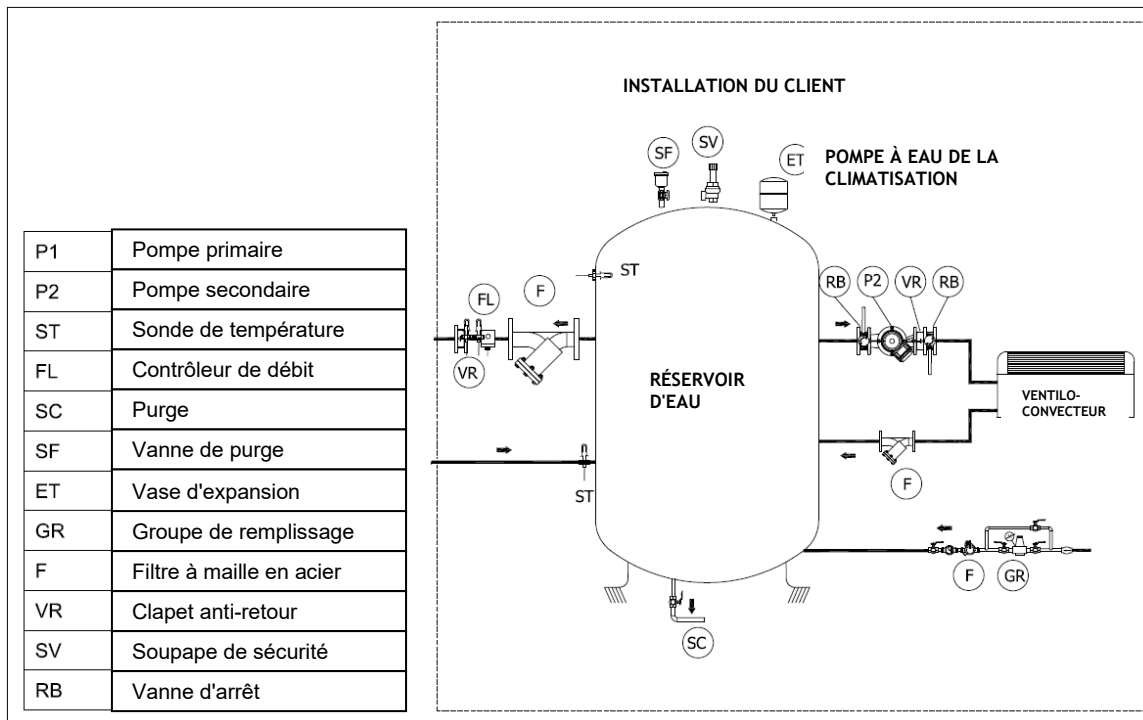 INSTALLATION DU CLIENT
SF
SV
ET
POMPE À EAU DE LA
CLIMATISATION
P1 Pompe primaire
P2 Pompe secondaire
ST Sonde de température
FL Contrôleur de débit
SC Purge
SF Vanne de purge
ET Vase d'expansion
GR Groupe de remplissage
F Filtre à maille en acier
VR Clapet anti-retour
SV Soupape de sécurité
RB Vanne d'arrêt
ST
FL
F
VR
ST
RÉSERVOIR
D'EAU
RB
P2
VR
RB
VENTILO-
CONVECTEUR
F
F
GR
SC